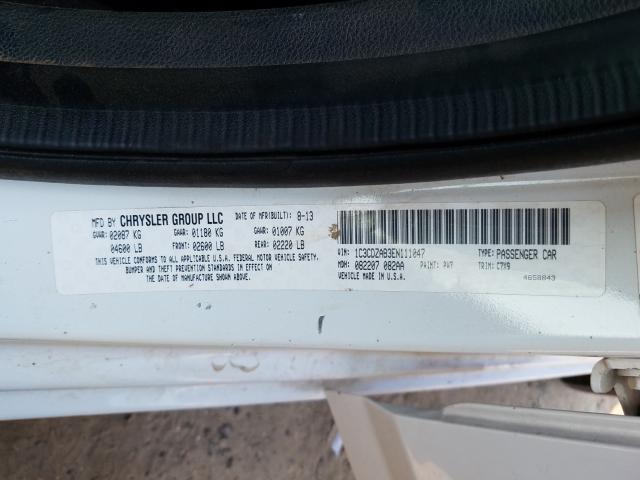 MFD BY CHRYSLER GROUP LLC DATE OF MFR(BUILT): 8-13
GVWR: 02087 KG GAWR: 01180 KG GAWR: 01007 KG
04600 LB FRONT: 02600 LB REAR: 02220 LB
THIS VEHICLE CONFORMS TO ALL APPLICABLE U.S.A. FEDERAL MOTOR VEHICLE SAFETY,
BUMPER AND THEFT PREVENTION STANDARDS IN EFFECT ON
THE DATE OF MANUFACTURE SHOWN ABOVE.
VIN: 1C3CDZAB3EN111047 TYPE: PASSENGER CAR
MDH: 082207 082AA PAINT: PW7 TRIM: C7X9
VEHICLE MADE IN U.S.A. 4658843